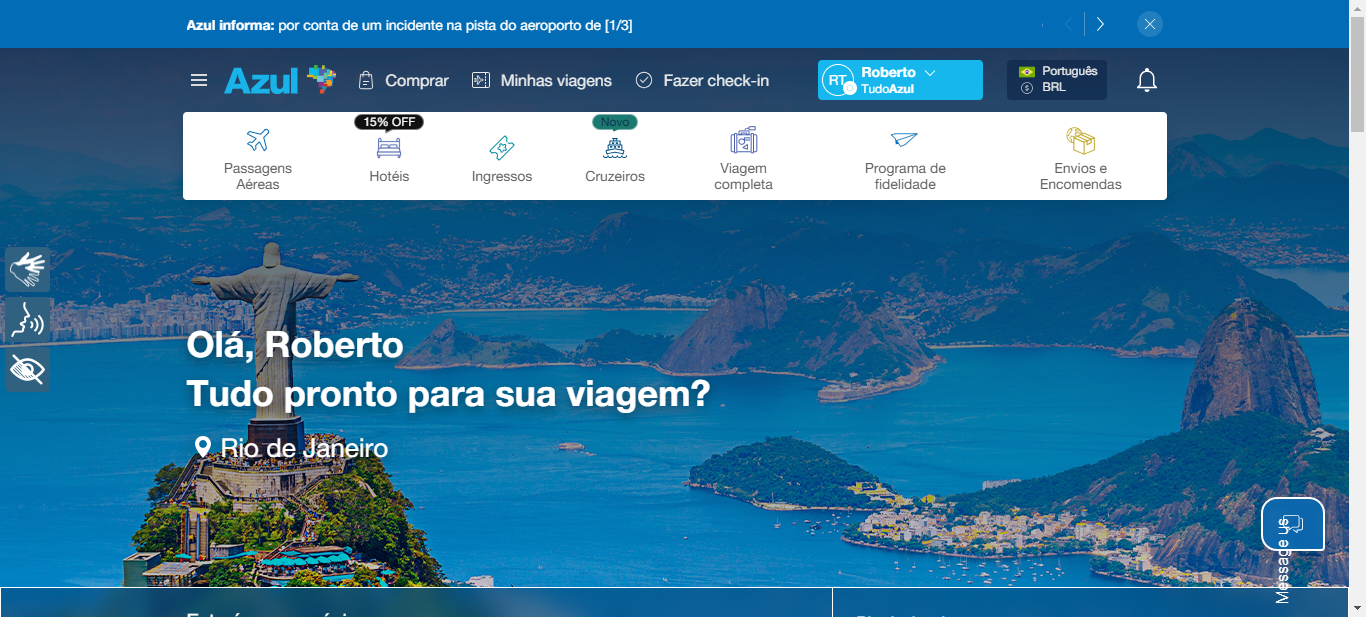 Azul informa: por conta de um incidente na pista do aeroporto de [1/3]
Azul
Comprar
Minhas viagens
Fazer check-in
RT
Roberto
TudoAzul
Português
BRL
Passagens
Aéreas
15% OFF
Hotéis
Ingressos
Novo
Cruzeiros
Viagem
completa
Programa de
fidelidade
Envios e
Encomendas
Olá, Roberto
Tudo pronto para sua viagem?
Rio de Janeiro
Message us